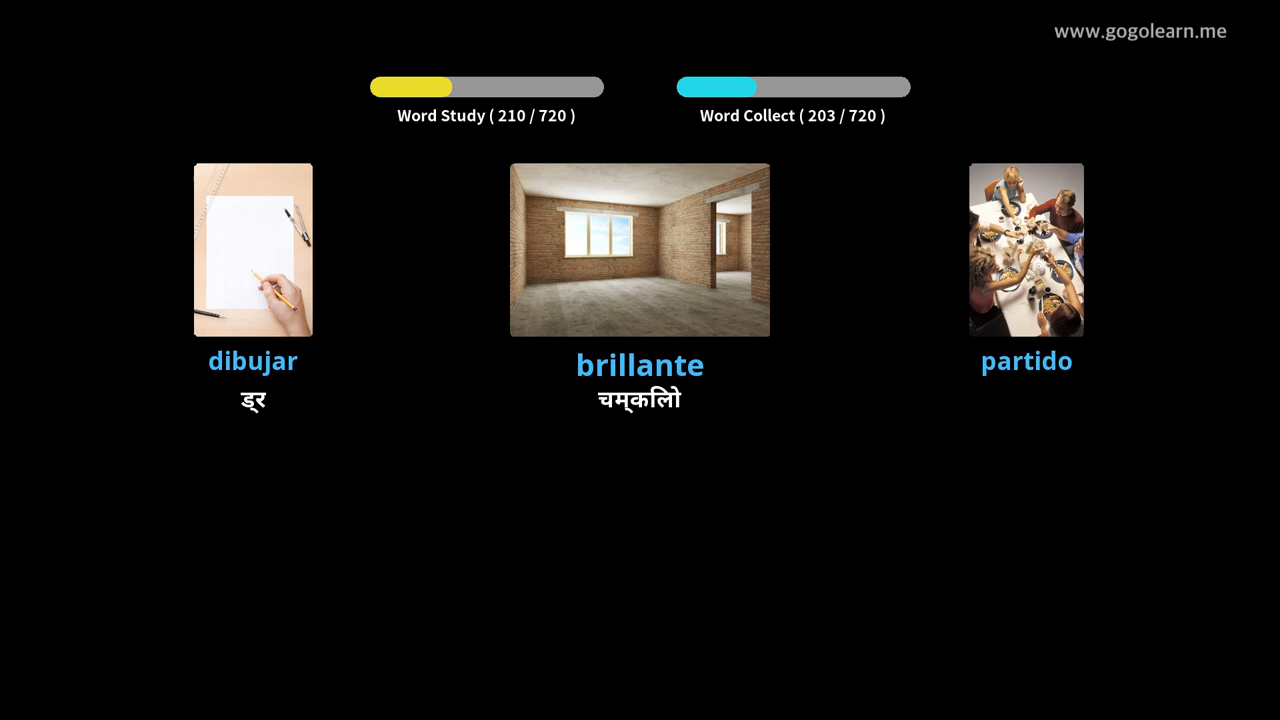 www.gogolearn.me
Word Study ( 210 / 720 )
Word Collect ( 203 / 720 )
dibujar
brillante
partido
ड्र
चम्कलिो